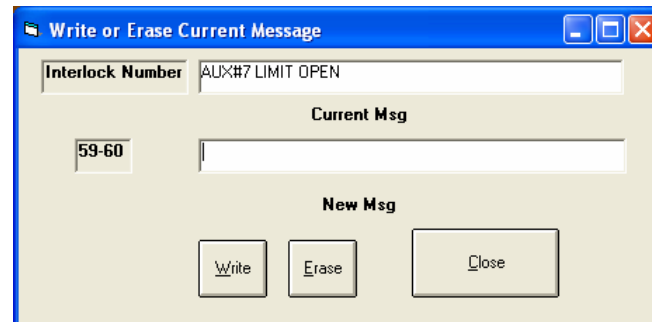 Write or Erase Current Message
Interlock Number AUX#7 LIMIT OPEN
Current Msg
59-60
New Msg
Write Erase Close